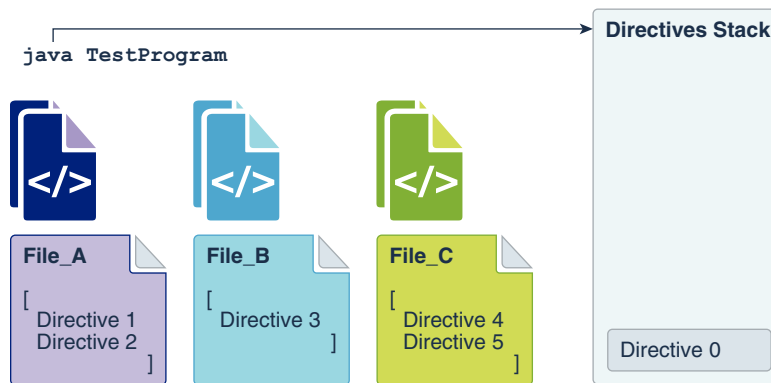 Directives Stack
java TestProgram
</>
</>
</>
File_A
[
Directive 1
Directive 2
]
File_B
[
Directive 3
]
File_C
[
Directive 4
Directive 5
]
Directive 0